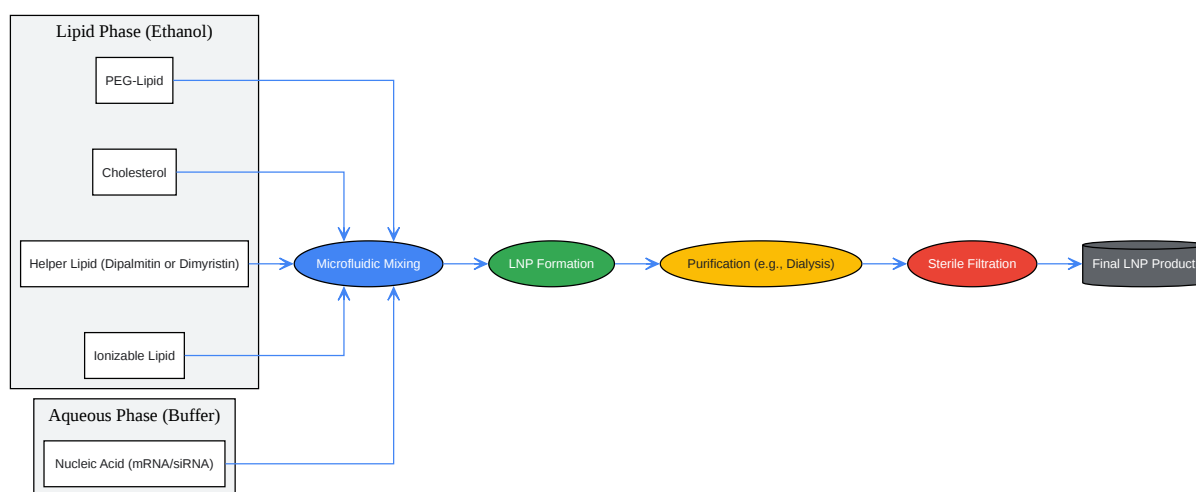 Lipid Phase (Ethanol)
PEG-Lipid
Cholesterol
Helper Lipid (Dipalmitin or Dimyristin)
Ionizable Lipid
Aqueous Phase (Buffer)
Nucleic Acid (mRNA/siRNA)
Microfluidic Mixing
LNP Formation
Purification (e.g., Dialysis)
Sterile Filtration
Final LNP Product